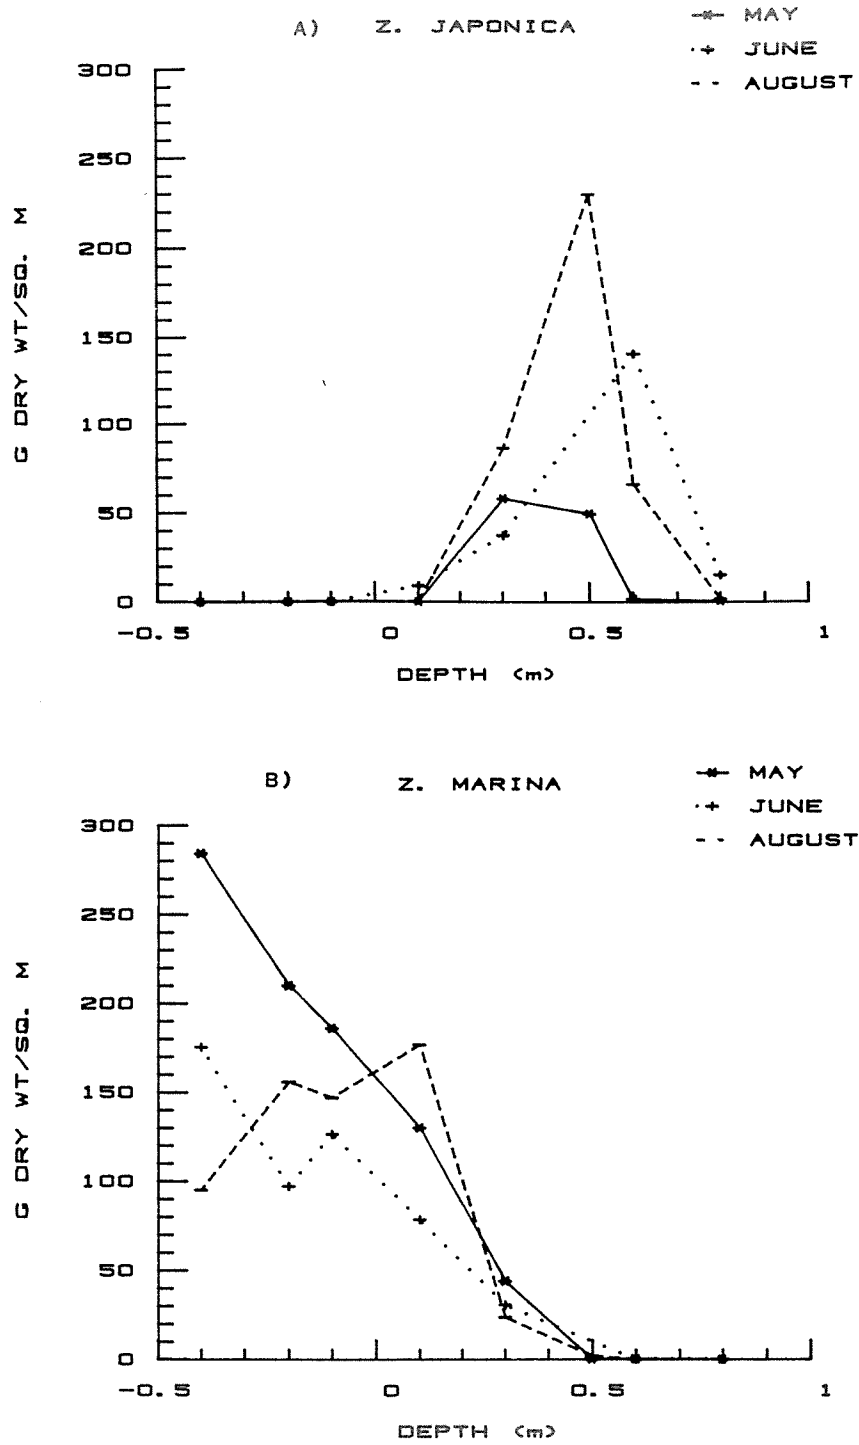 A) Z. JAPONICA
MAY
JUNE
AUGUST
300
250
200
150
100
50
0
G DRY WT/SQ. M
-0.5 0 0.5 1
DEPTH (m)
B) Z. MARINA
MAY
JUNE
AUGUST
300
250
200
150
100
50
0
G DRY WT/SQ. M
-0.5 0 0.5 1
DEPTH (m)